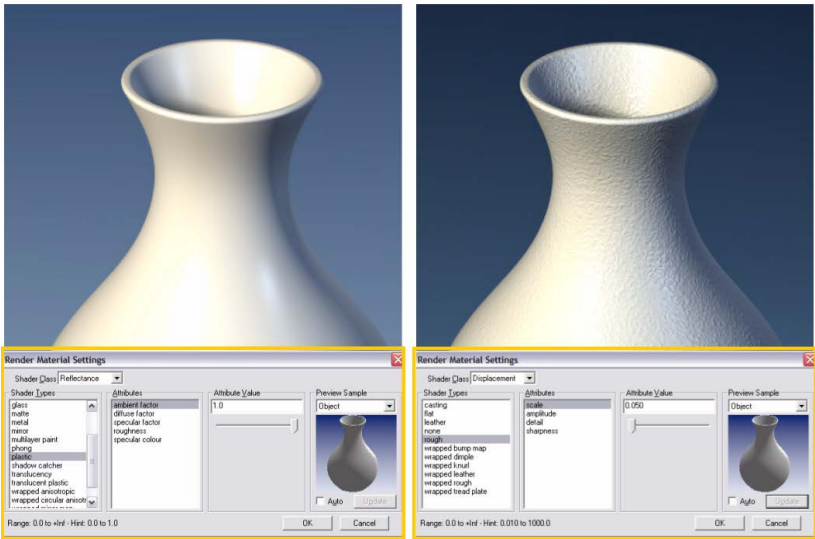 Render Material Settings
Shader Class Reflectance
Shader Types
glass
matte
metal
mirror
multilayer paint
phong
plastic
shadow catcher
translucency
translucent plastic
wrapped anisotropic
wrapped circular anisotr
Attributes
ambient factor
diffuse factor
specular factor
roughness
specular colour
Attribute Value
1.0
Preview Sample
Object
Auto
Update
Range: 0.0 to +Inf - Hint: 0.0 to 1.0
OK
Cancel
Render Material Settings
Shader Class Displacement
Shader Types
casting
flat
leather
none
rough
wrapped bump map
wrapped dimple
wrapped knurl
wrapped leather
wrapped rough
wrapped tread plate
Attributes
scale
amplitude
detail
sharpness
Attribute Value
0.050
Preview Sample
Object
Auto
Update
Range: 0.0 to +Inf - Hint: 0.010 to 1000.0
OK
Cancel